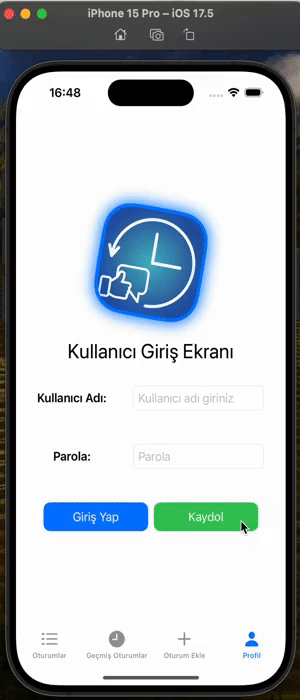 iPhone 15 Pro – iOS 17.5
16:48
Kullanıcı Giriş Ekranı
Kullanıcı Adı: Kullanıcı adı giriniz
Parola: Parola
Giriş Yap Kaydol
Oturumlar Geçmiş Oturumlar Oturum Ekle Profil